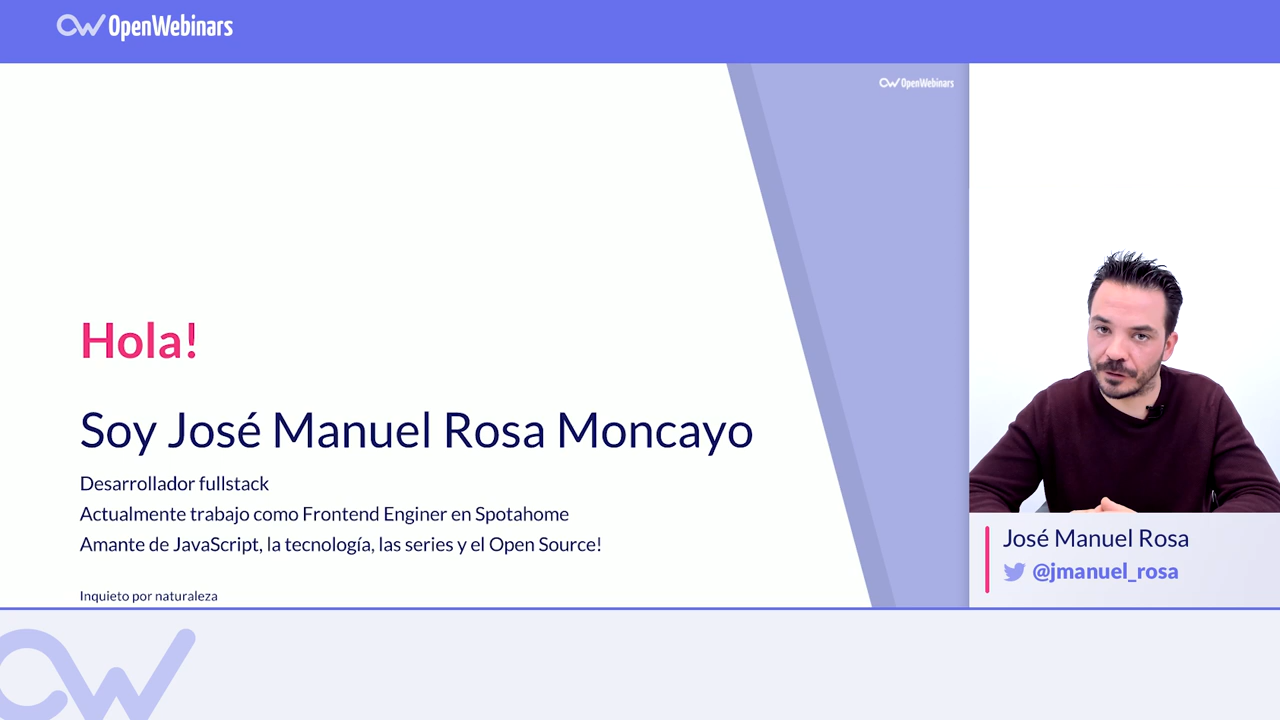 OpenWebinars
OpenWebinars
Hola!
Soy José Manuel Rosa Moncayo
Desarrollador fullstack
Actualmente trabajo como Frontend Enginer en Spotahome
Amante de JavaScript, la tecnología, las series y el Open Source!
Inquieto por naturaleza
José Manuel Rosa
@jmanuel_rosa